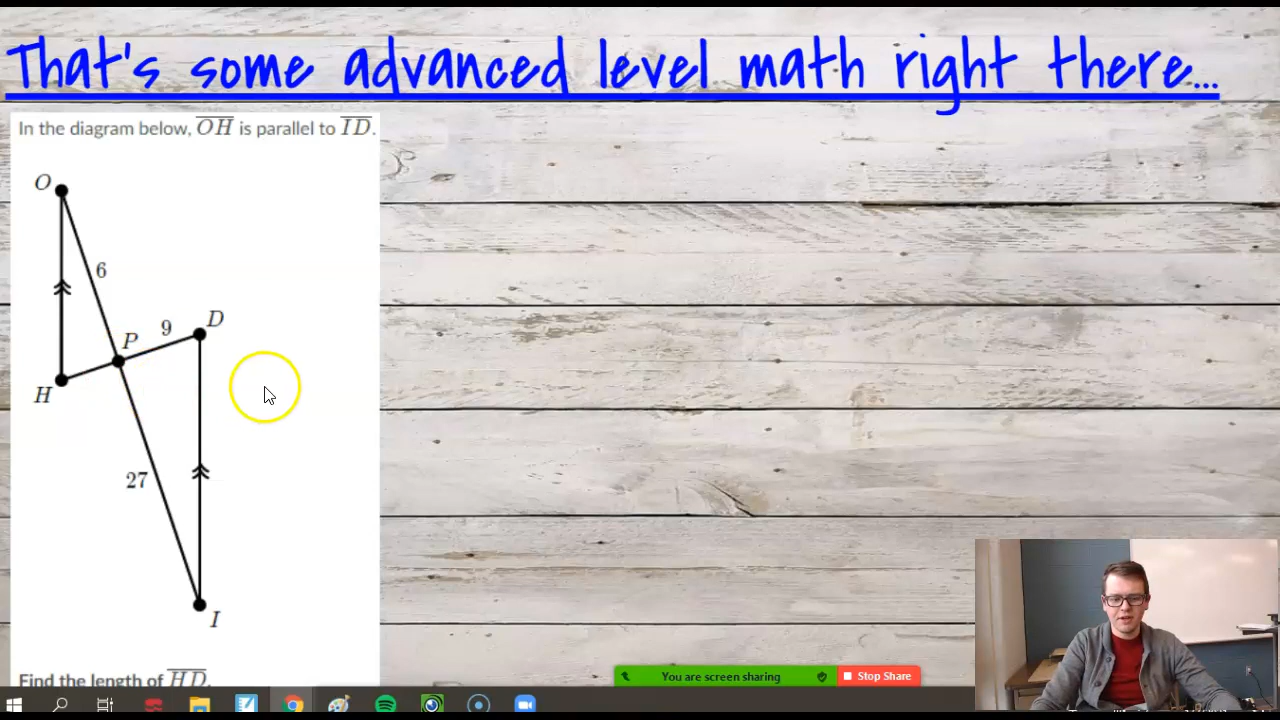 That's some advanced level math right there...
In the diagram below, OH is parallel to ID.
O
6
9
D
P
H
27
I
Find the length of HD.
You are screen sharing
Stop Share